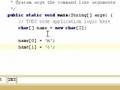 * @param args the command line arguments
*/
public static void main(String[] args) {
// TODO code application logic here
char[] name = new char[3];
name[0] = 'h';
name[1] = 'i';
}